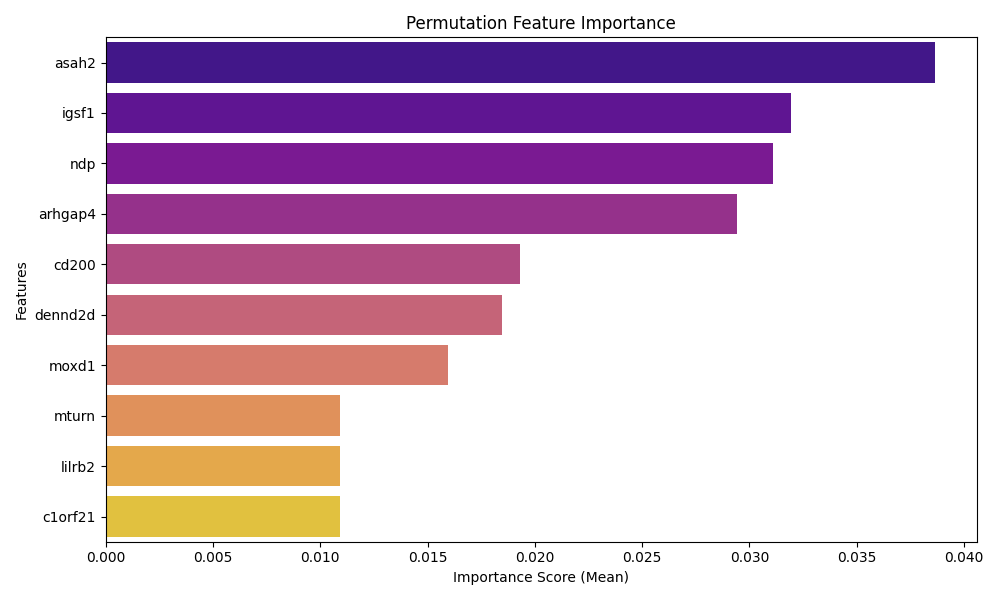 Permutation Feature Importance
Features
asah2
igsf1
ndp
arhgap4
cd200
dennd2d
moxd1
mturn
lilrb2
c1orf21
0.000 0.005 0.010 0.015 0.020 0.025 0.030 0.035 0.040
Importance Score (Mean)